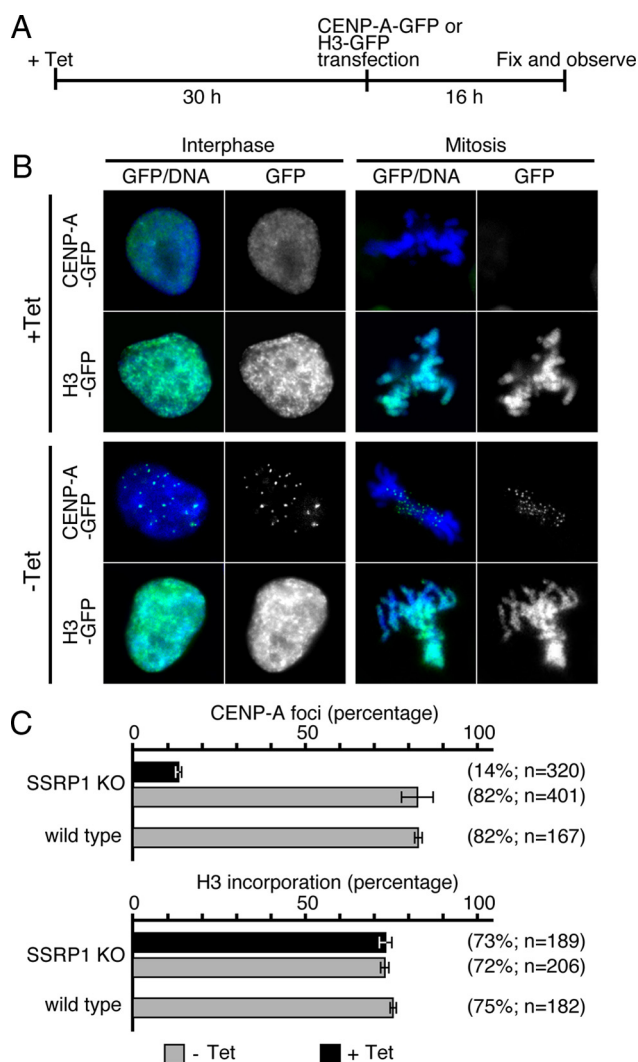 A
CENP-A-GFP or
H3-GFP
+ Tet
transfection
Fix and observe
30 h
16 h
B
Interphase
Mitosis
GFP/DNA
GFP
GFP/DNA
GFP
+Tet
CENP-A
-GFP
H3
-GFP
-Tet
CENP-A
-GFP
H3
-GFP
C
CENP-A foci (percentage)
0
50
100
SSRP1 KO
(14%; n=320)
(82%; n=401)
wild type
(82%; n=167)
H3 incorporation (percentage)
0
50
100
SSRP1 KO
(73%; n=189)
(72%; n=206)
wild type
(75%; n=182)
- Tet
+ Tet